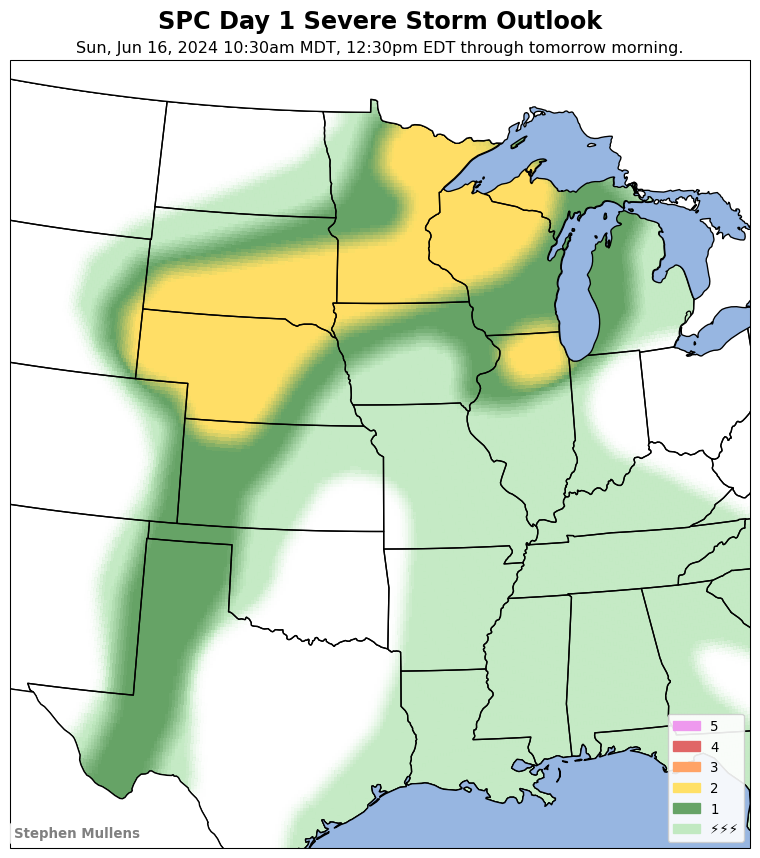 SPC Day 1 Severe Storm Outlook
Sun, Jun 16, 2024 10:30am MDT, 12:30pm EDT through tomorrow morning.
5
4
3
2
1
⚡⚡⚡
Stephen Mullens